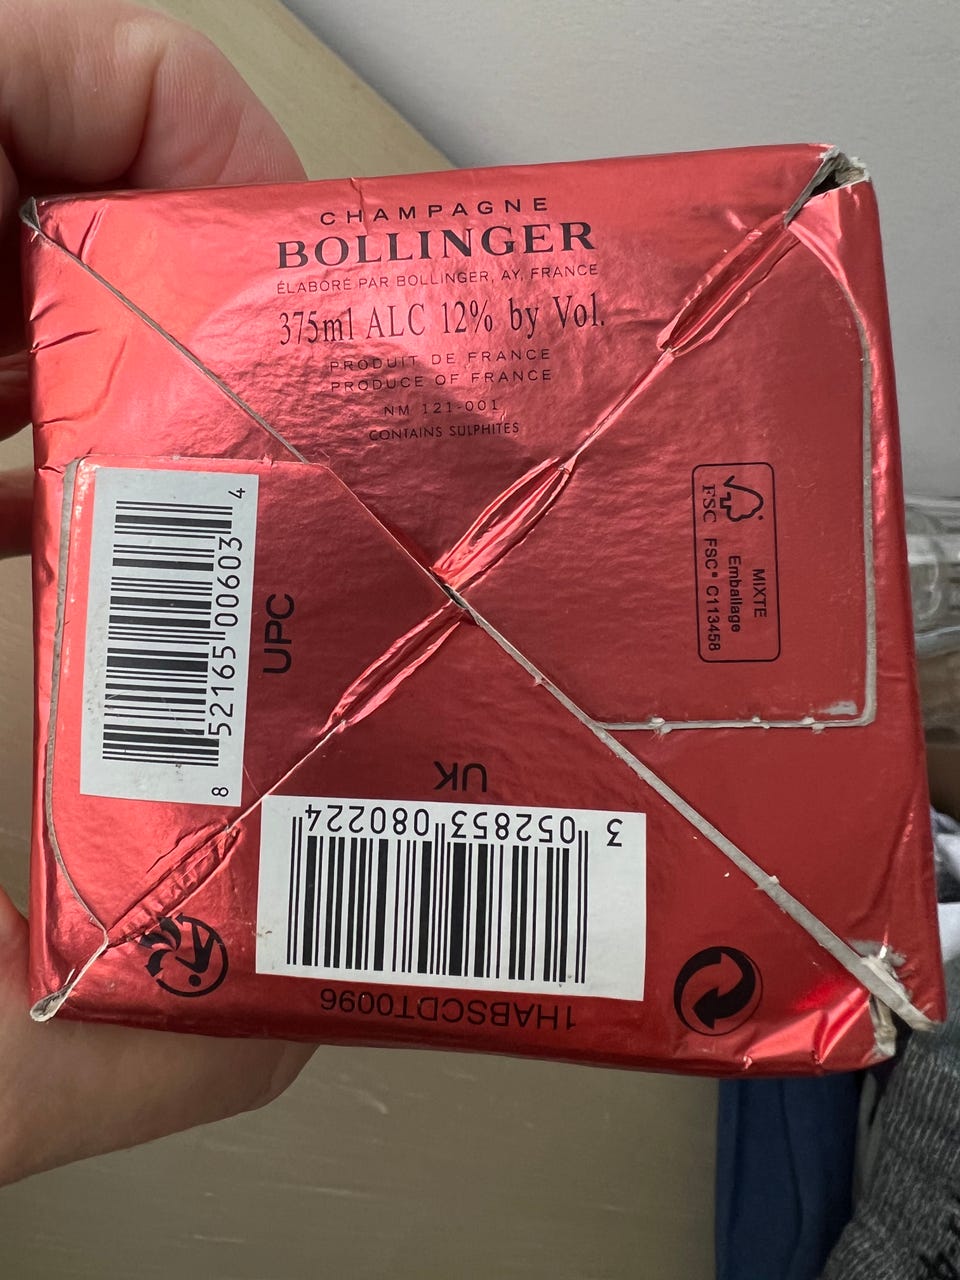 CHAMPAGNE
BOLLINGER
ÉLABORÉ PAR BOLLINGER, AY, FRANCE
375ml ALC 12% by Vol.
PRODUIT DE FRANCE
PRODUCE OF FRANCE
NM 121-001
CONTAINS SULPHITES
8 52165 00603 4
UPC
FSC
MIXTE
Emballage
FSC® C113458
UK
3 052853 080224
1HABSCDT0096